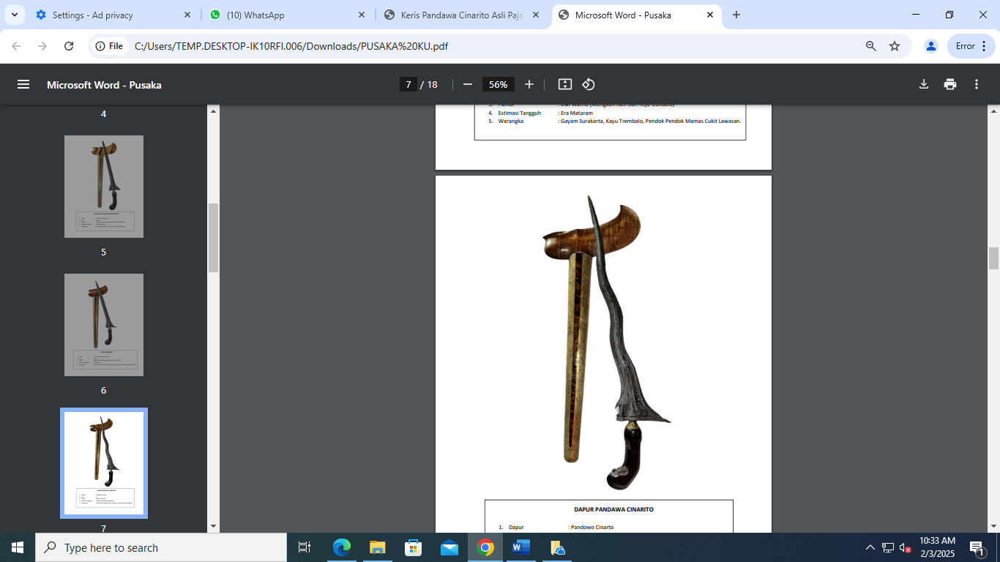 Settings - Ad privacy
(10) WhatsApp
Keris Pandawa Cinarito Asli Paja
Microsoft Word - Pusaka
File
C:/Users/TEMP.DESKTOP-IK10RFI.006/Downloads/PUSAKA%20KU.pdf
Error
Microsoft Word - Pusaka
7 / 18
56%
4
5
6
7
4. Estimasi Tangguh : Era Mataram
5. Warangka : Gayam Surakarta, Kayu Trembalo, Pendok Pendok Mamas Cukit Lawasan.
DAPUR PANDAWA CINARITO
1. Dapur : Pandowo Cinarto
Type here to search
10:33 AM
2/3/2025
1